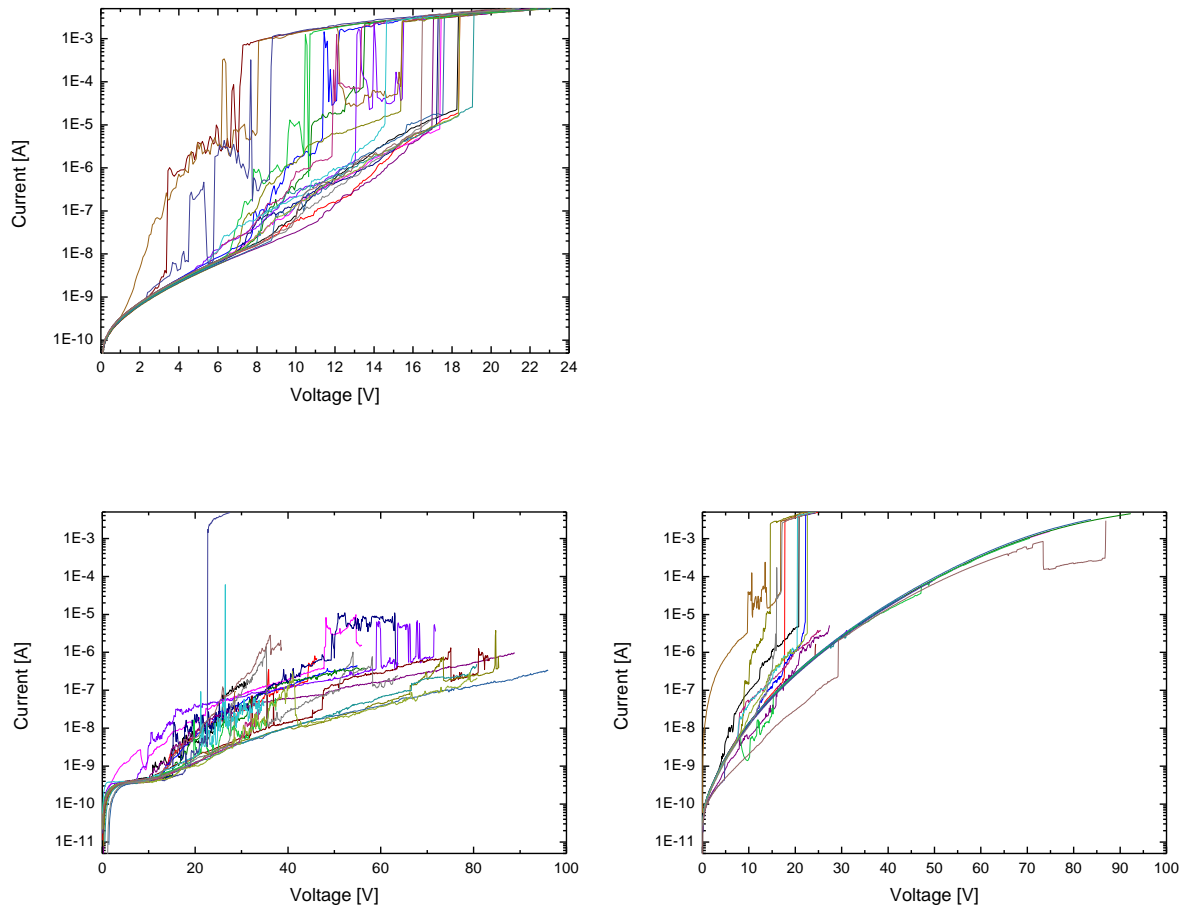 1E-3
1E-4
1E-5
1E-6
1E-7
1E-8
1E-9
1E-10
Current [A]
0 2 4 6 8 10 12 14 16 18 20 22 24
Voltage [V]
1E-3
1E-4
1E-5
1E-6
1E-7
1E-8
1E-9
1E-10
1E-11
Current [A]
0 20 40 60 80 100
Voltage [V]
1E-3
1E-4
1E-5
1E-6
1E-7
1E-8
1E-9
1E-10
1E-11
Current [A]
0 10 20 30 40 50 60 70 80 90 100
Voltage [V]